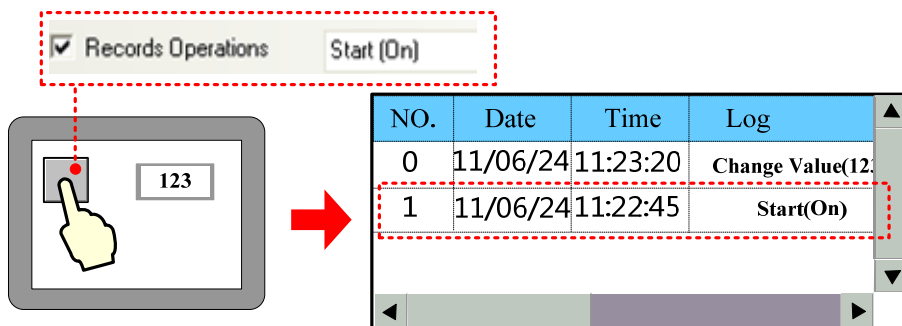 Records Operations Start (On)
123
NO. Date Time Log
0 11/06/24 11:23:20 Change Value(123
1 11/06/24 11:22:45 Start(On)